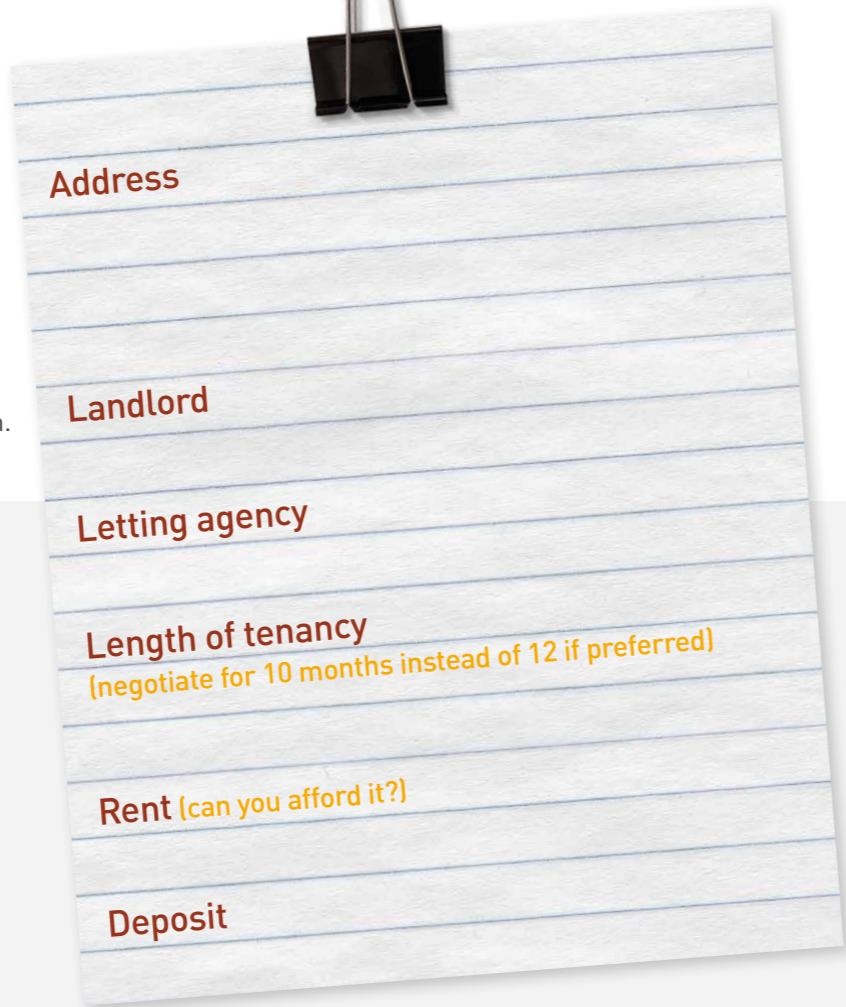 Address
Landlord
Letting agency
Length of tenancy
(negotiate for 10 months instead of 12 if preferred)
Rent (can you afford it?)
Deposit